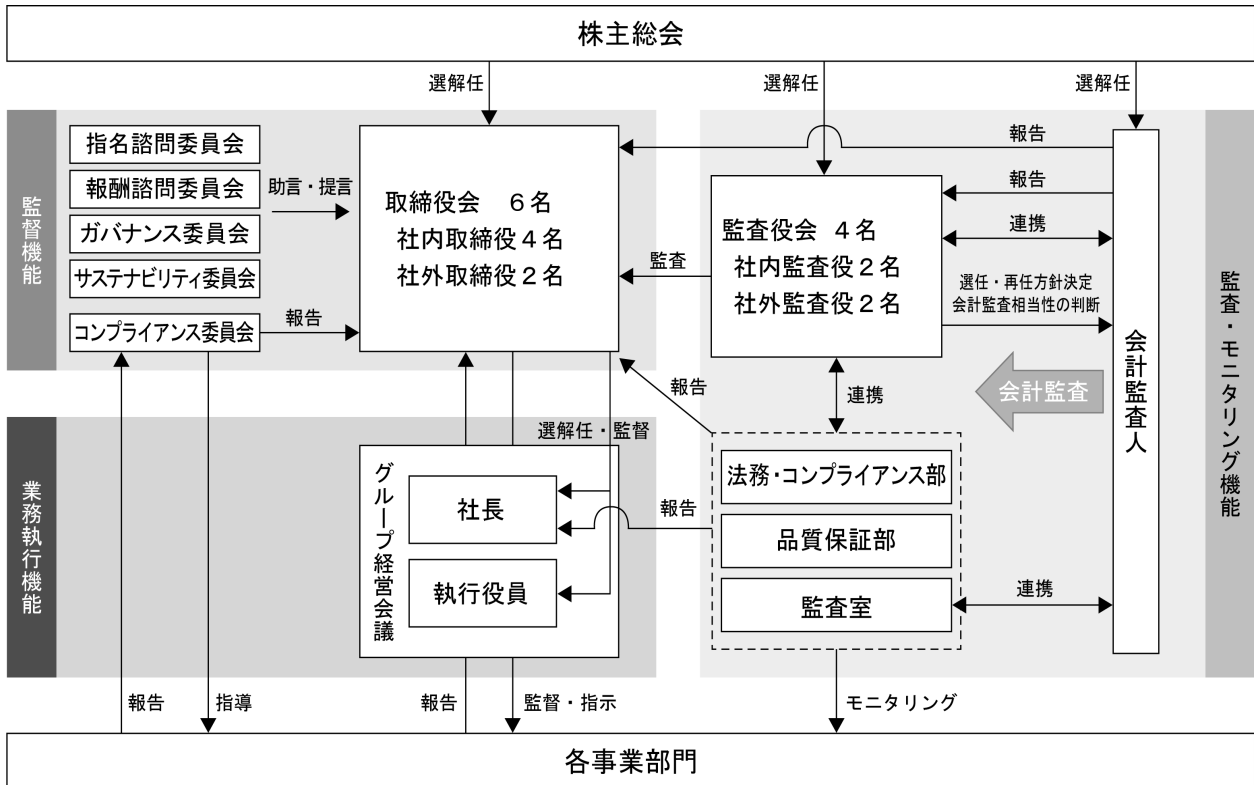 株主総会
選解任
選解任
選解任
監督機能
指名諮問委員会
報酬諮問委員会
ガバナンス委員会
サステナビリティ委員会
コンプライアンス委員会
助言・提言
報告
取締役会 6名
社内取締役4名
社外取締役2名
監査
監査役会 4名
社内監査役2名
社外監査役2名
報告
報告
連携
選任・再任方針決定
会計監査相当性の判断
会計監査
会計監査人
監査・モニタリング機能
報告
連携
業務執行機能
選解任・監督
グループ経営会議
社長
執行役員
報告
法務・コンプライアンス部
品質保証部
監査室
連携
報告
指導
報告
監督・指示
モニタリング
各事業部門